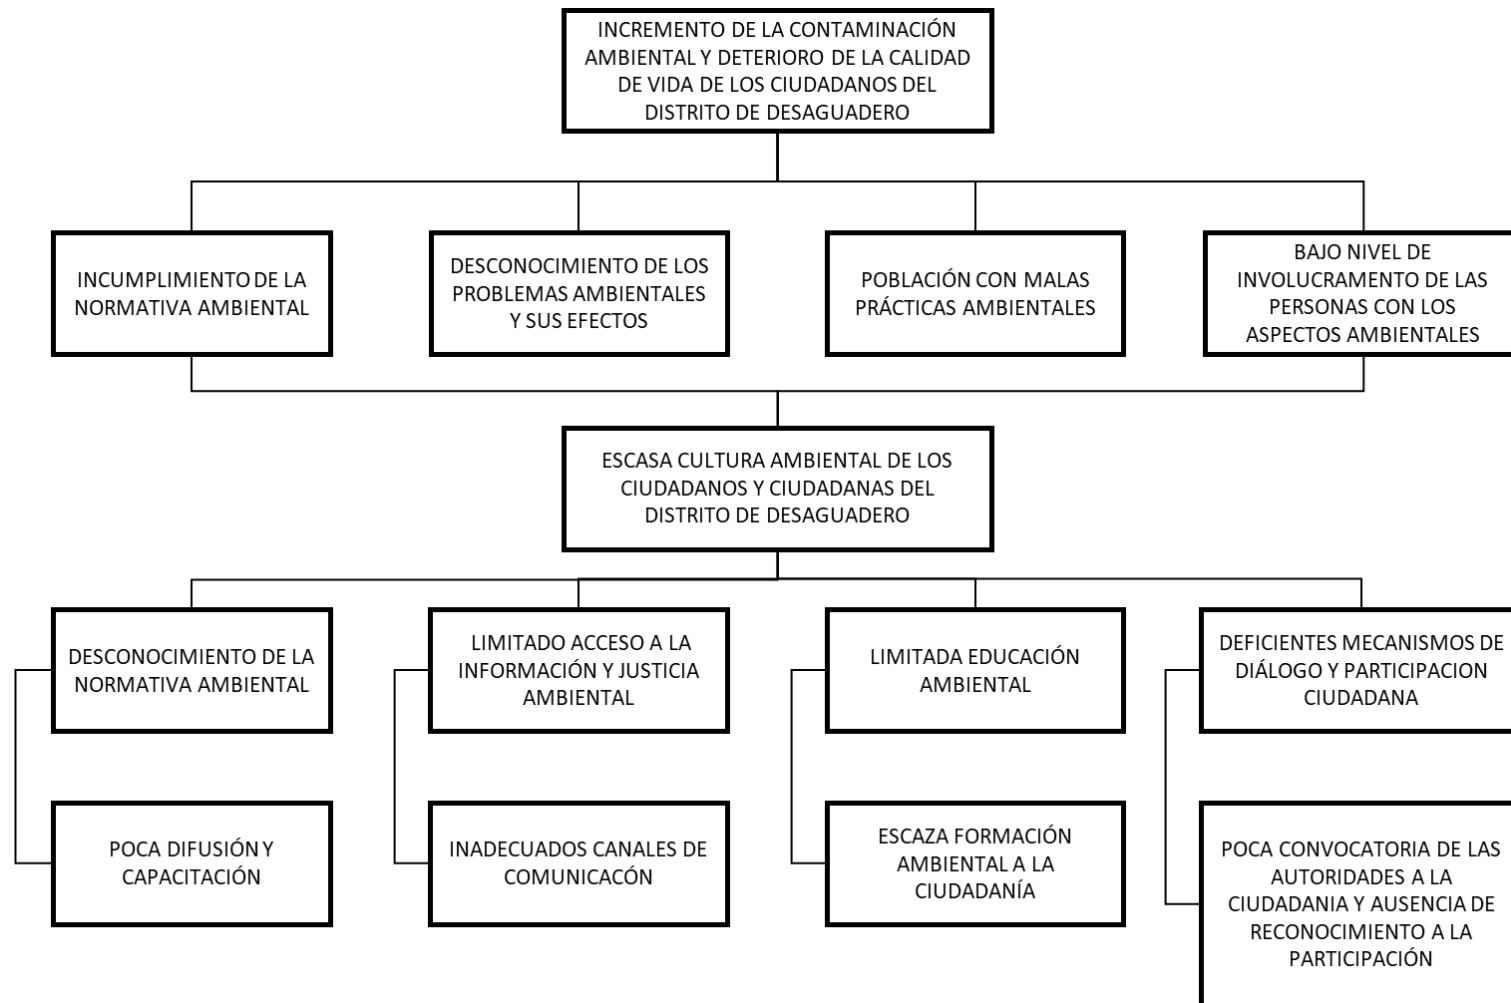 INCREMENTO DE LA CONTAMINACIÓN
AMBIENTAL Y DETERIORO DE LA CALIDAD
DE VIDA DE LOS CIUDADANOS DEL
DISTRITO DE DESAGUADERO
INCUMPLIMIENTO DE LA
NORMATIVA AMBIENTAL
DESCONOCIMIENTO DE LOS
PROBLEMAS AMBIENTALES
Y SUS EFECTOS
POBLACIÓN CON MALAS
PRÁCTICAS AMBIENTALES
BAJO NIVEL DE
INVOLUCRAMENTO DE LAS
PERSONAS CON LOS
ASPECTOS AMBIENTALES
ESCASA CULTURA AMBIENTAL DE LOS
CIUDADANOS Y CIUDADANAS DEL
DISTRITO DE DESAGUADERO
DESCONOCIMIENTO DE LA
NORMATIVA AMBIENTAL
LIMITADO ACCESO A LA
INFORMACIÓN Y JUSTICIA
AMBIENTAL
LIMITADA EDUCACIÓN
AMBIENTAL
DEFICIENTES MECANISMOS DE
DIÁLOGO Y PARTICIPACION
CIUDADANA
POCA DIFUSIÓN Y
CAPACITACIÓN
INADECUADOS CANALES DE
COMUNICACÓN
ESCAZA FORMACIÓN
AMBIENTAL A LA
CIUDADANÍA
POCA CONVOCATORIA DE LAS
AUTORIDADES A LA
CIUDADANIA Y AUSENCIA DE
RECONOCIMIENTO A LA
PARTICIPACIÓN